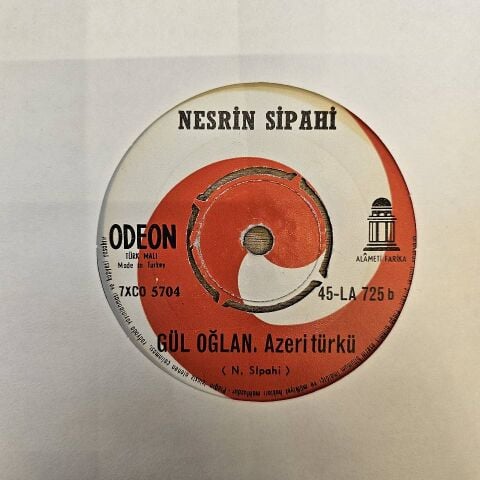 NESRİN SİPAHİ
ODEON
TÜRK MALI
Made in Turkey
ALÂMETİ FARİKA
7XCO 5704
45-LA 725 b
GÜL OĞLAN. Azeri türkü
( N. Sipahi )